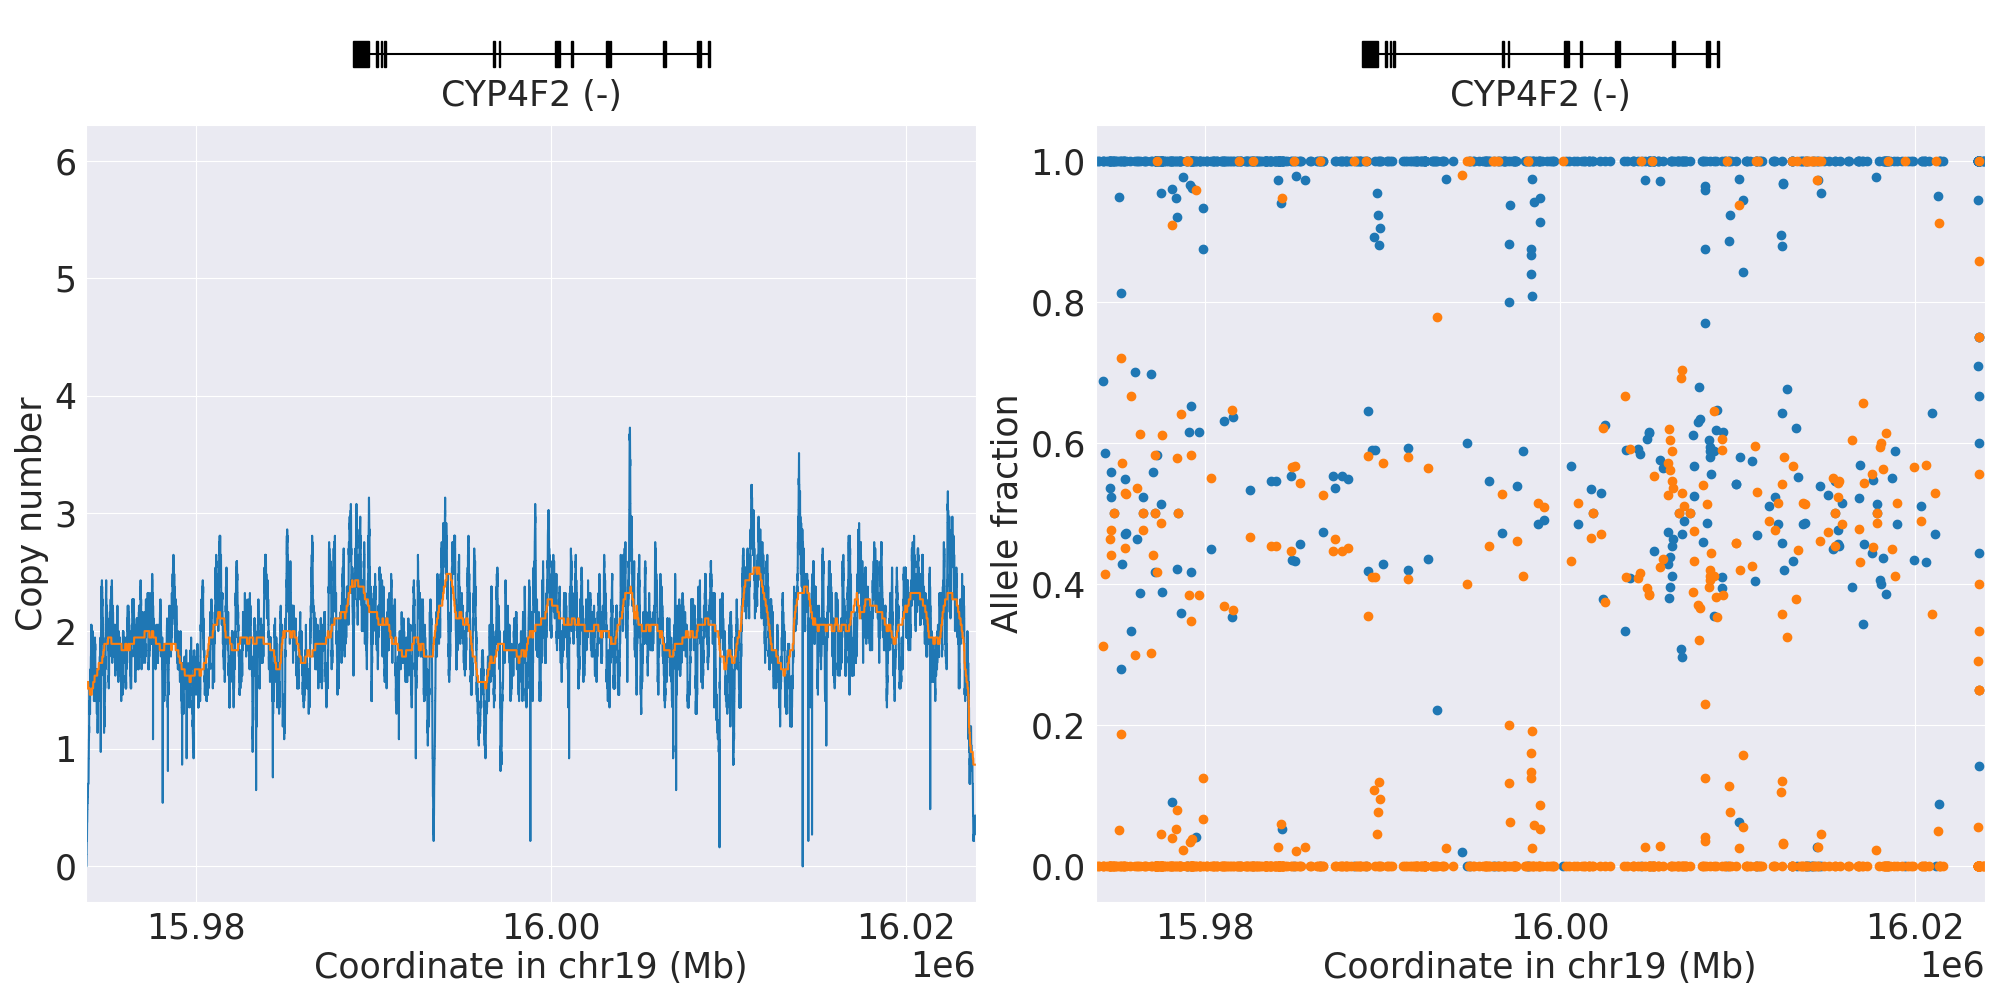 CYP4F2 (-)
CYP4F2 (-)
6
5
4
3
2
1
0
Copy number
15.98
16.00
16.02
Coordinate in chr19 (Mb)
1e6
1.0
0.8
0.6
0.4
0.2
0.0
Allele fraction
15.98
16.00
16.02
Coordinate in chr19 (Mb)
1e6